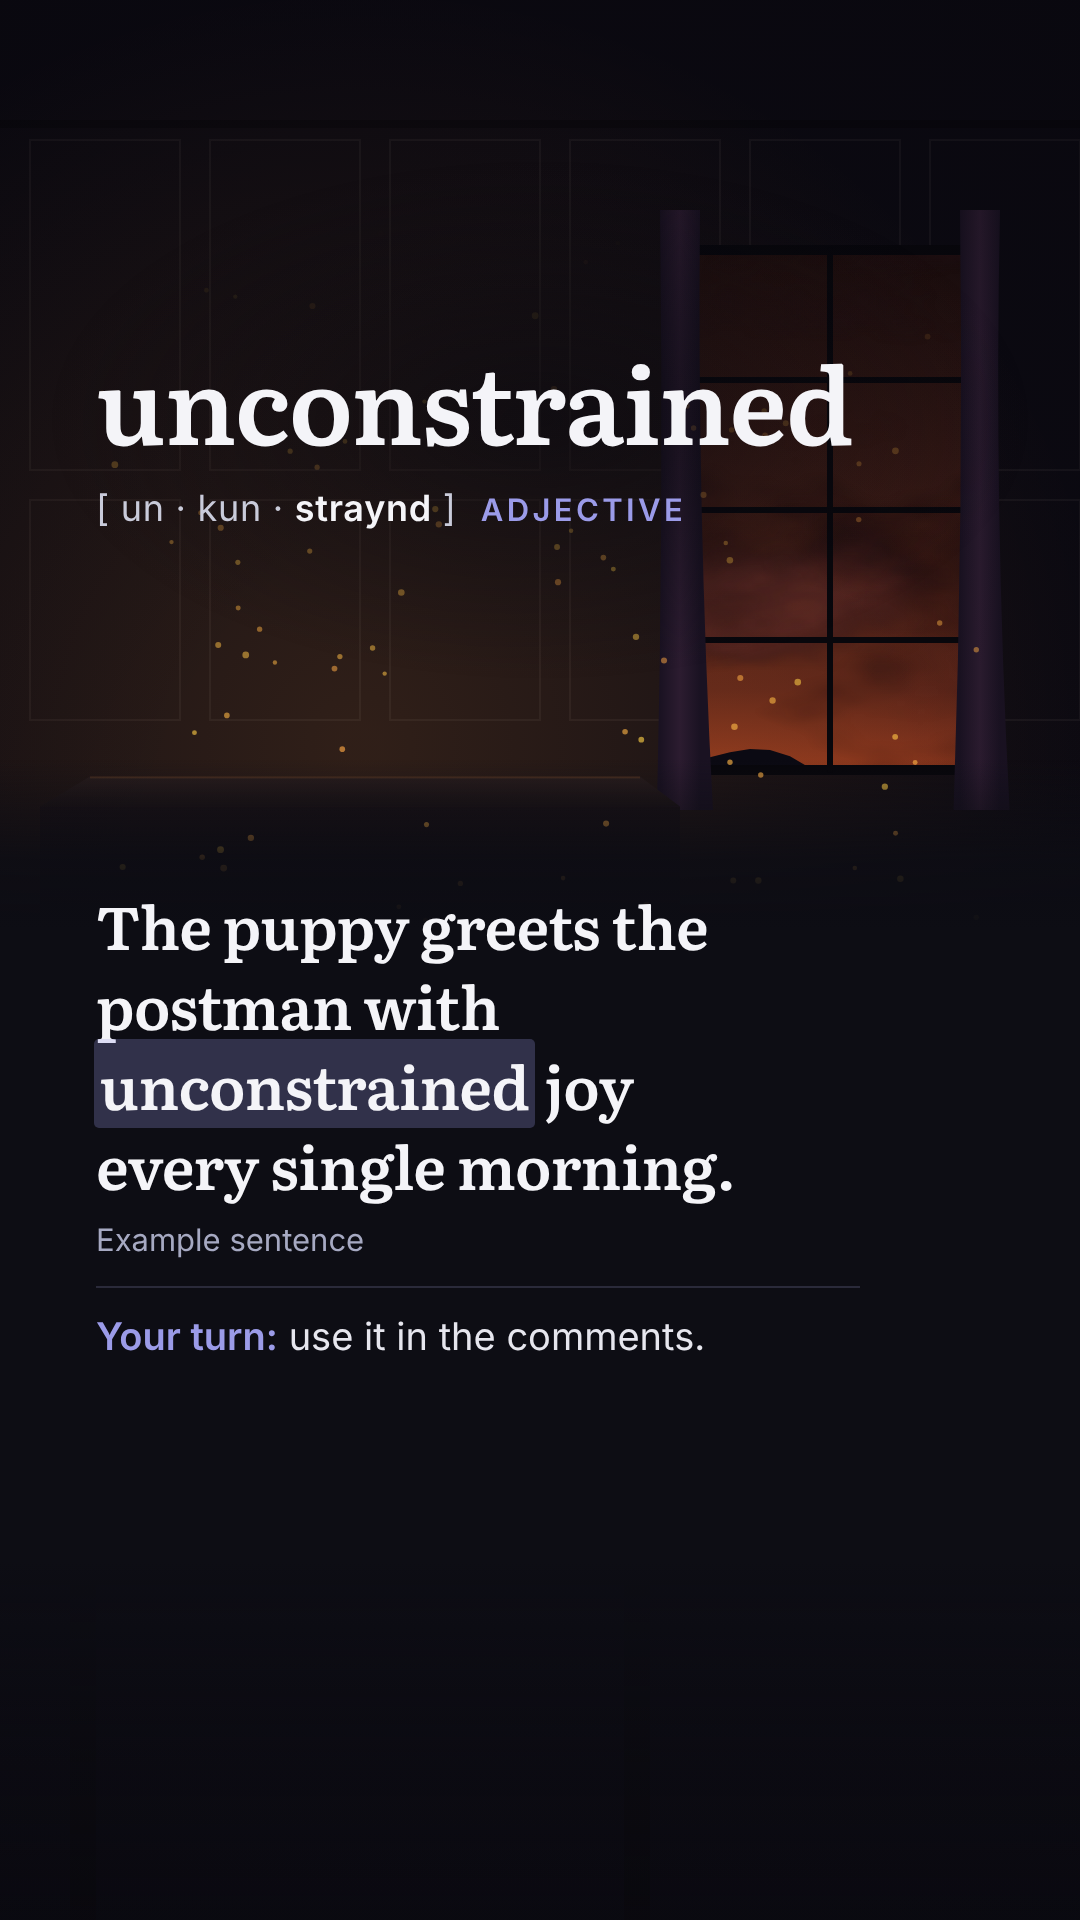 unconstrained
[ un · kun · straynd ] ADJECTIVE
The puppy greets the
postman with
unconstrained joy
every single morning.
Example sentence
Your turn: use it in the comments.